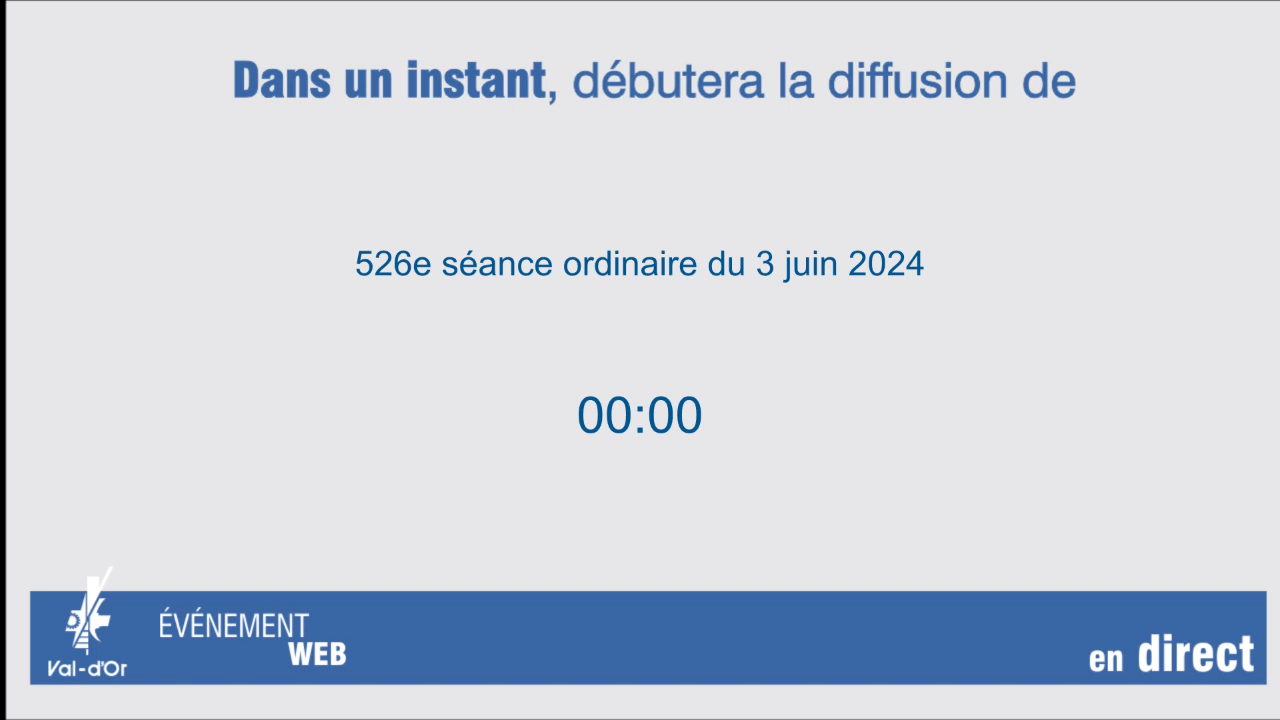 Dans un instant, débutera la diffusion de
526e séance ordinaire du 3 juin 2024
00:00
ÉVÉNEMENT
WEB
Val-d'Or
en direct